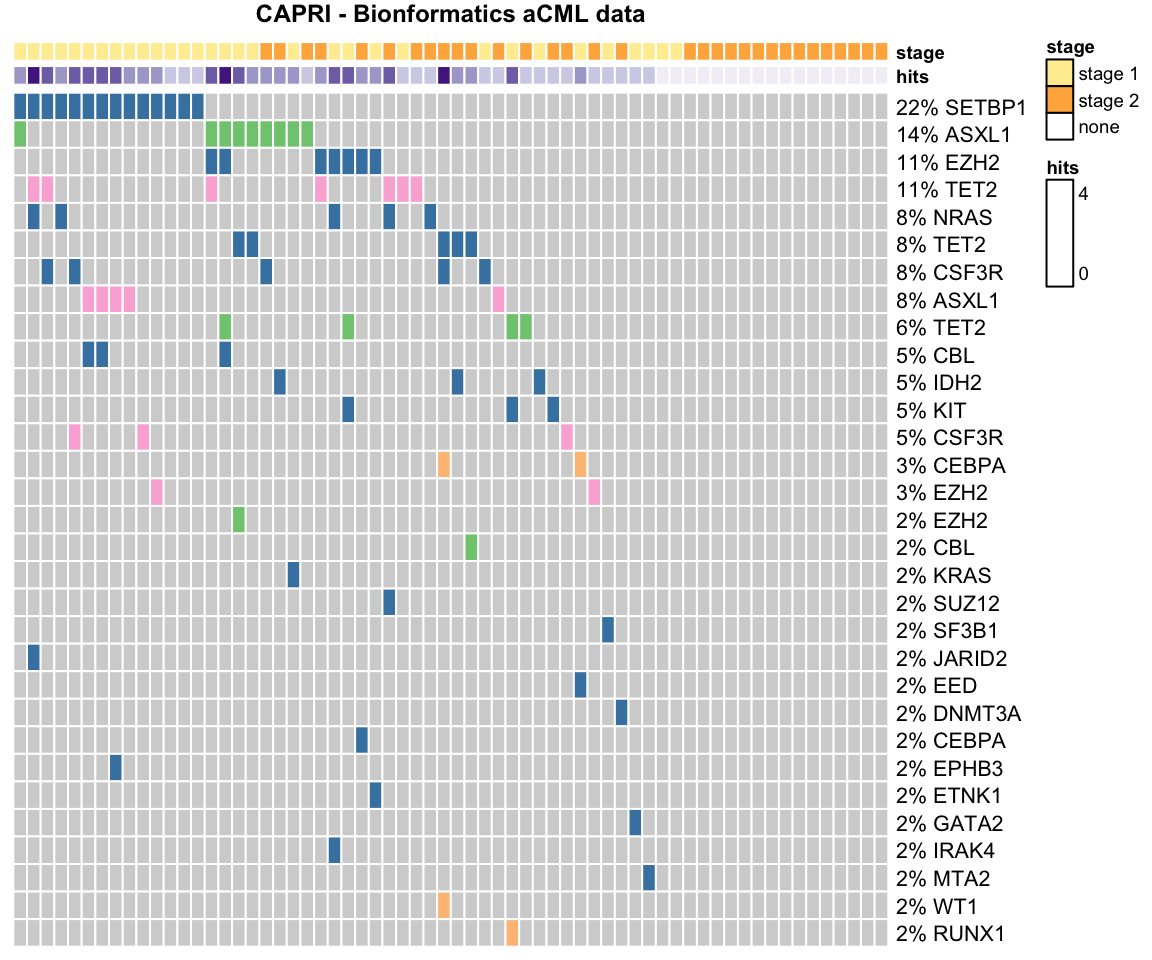 CAPRI - Bionformatics aCML data
stage
hits
22% SETBP1
14% ASXL1
11% EZH2
11% TET2
8% NRAS
8% TET2
8% CSF3R
8% ASXL1
6% TET2
5% CBL
5% IDH2
5% KIT
5% CSF3R
3% CEBPA
3% EZH2
2% EZH2
2% CBL
2% KRAS
2% SUZ12
2% SF3B1
2% JARID2
2% EED
2% DNMT3A
2% CEBPA
2% EPHB3
2% ETNK1
2% GATA2
2% IRAK4
2% MTA2
2% WT1
2% RUNX1
stage
stage 1
stage 2
none
hits
4
0